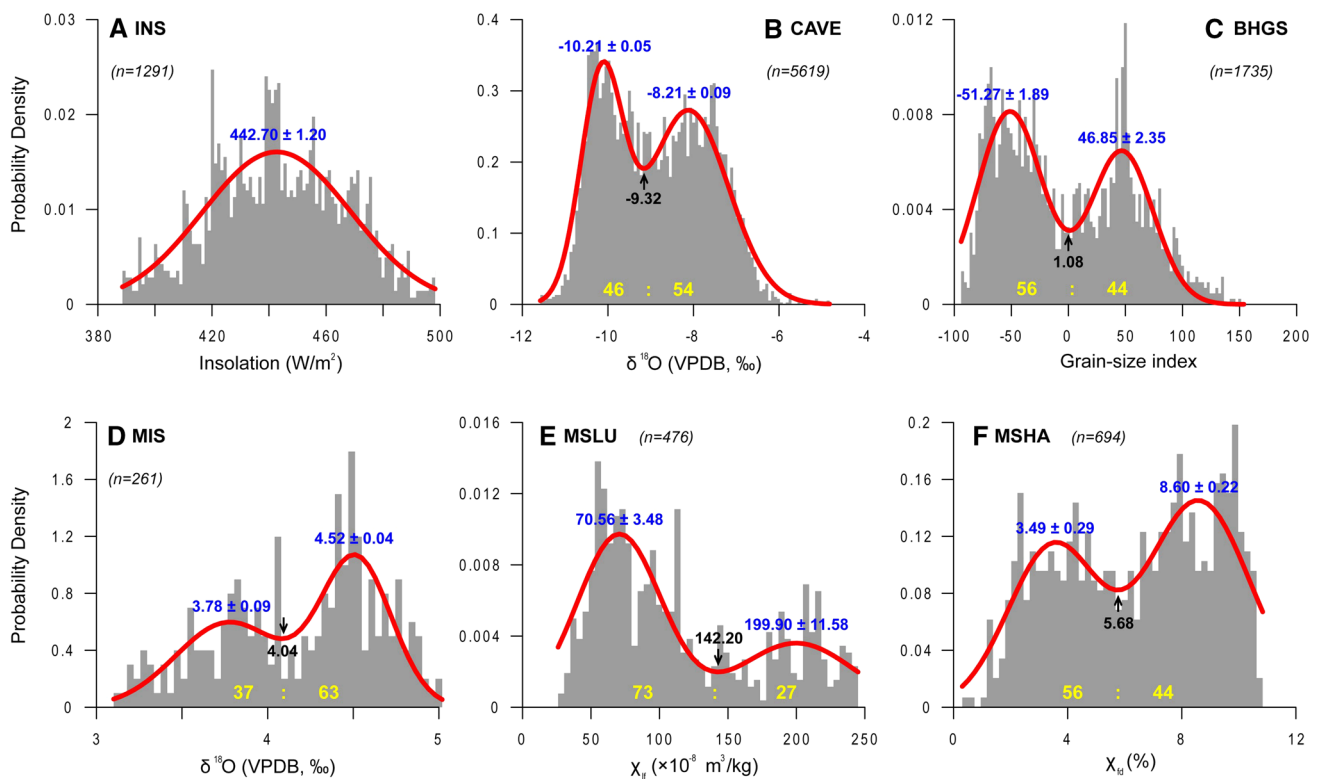 A INS
(n=1291)
442.70 ± 1.20
Probability Density
0.03
0.02
0.01
0
380
420
460
500
Insolation (W/m²)
B CAVE
(n=5619)
-10.21 ± 0.05
-8.21 ± 0.09
-9.32
46 : 54
0.4
0.3
0.2
0.1
0
-12
-10
-8
-6
-4
δ ¹⁸O (VPDB, ‰)
C BHGS
(n=1735)
-51.27 ± 1.89
46.85 ± 2.35
1.08
56 : 44
0.012
0.008
0.004
0
-100
-50
0
50
100
150
200
Grain-size index
D MIS
(n=261)
4.52 ± 0.04
3.78 ± 0.09
4.04
37 : 63
Probability Density
2
1.6
1.2
0.8
0.4
0
3
4
5
δ ¹⁸O (VPDB, ‰)
E MSLU
(n=476)
70.56 ± 3.48
142.20
199.90 ± 11.58
73 : 27
0.016
0.012
0.008
0.004
0
0
50
100
150
200
250
χlf (×10⁻⁸ m³/kg)
F MSHA
(n=694)
8.60 ± 0.22
3.49 ± 0.29
5.68
56 : 44
0.2
0.16
0.12
0.08
0.04
0
0
4
8
12
χfd (%)